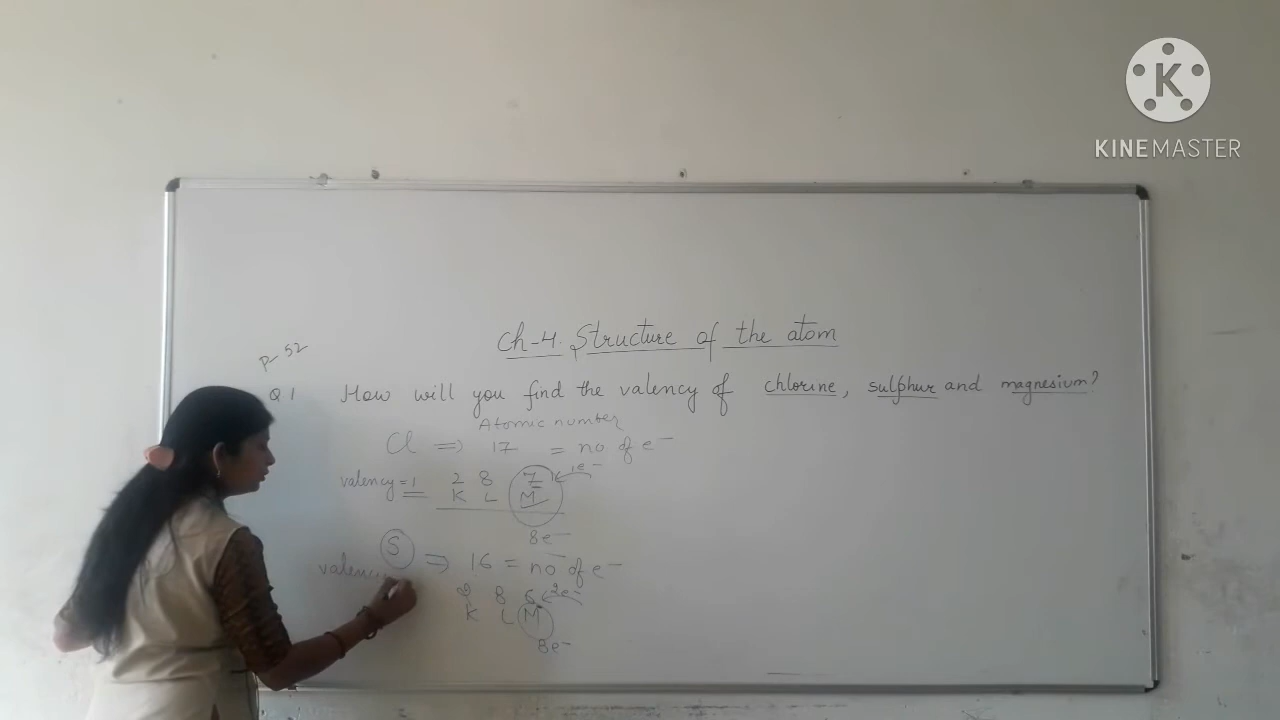 K
KINEMASTER
Ch-4. Structure of the atom
P-52
Q1 How will you find the valency of chlorine, sulphur and magnesium?
Atomic number
Cl ⇒ 17 = no of e⁻
valency = 1 2 8 7 1e⁻
K L M
8e⁻
S ⇒ 16 = no of e⁻
valency
2 8 6 2e⁻
K L M
8e⁻